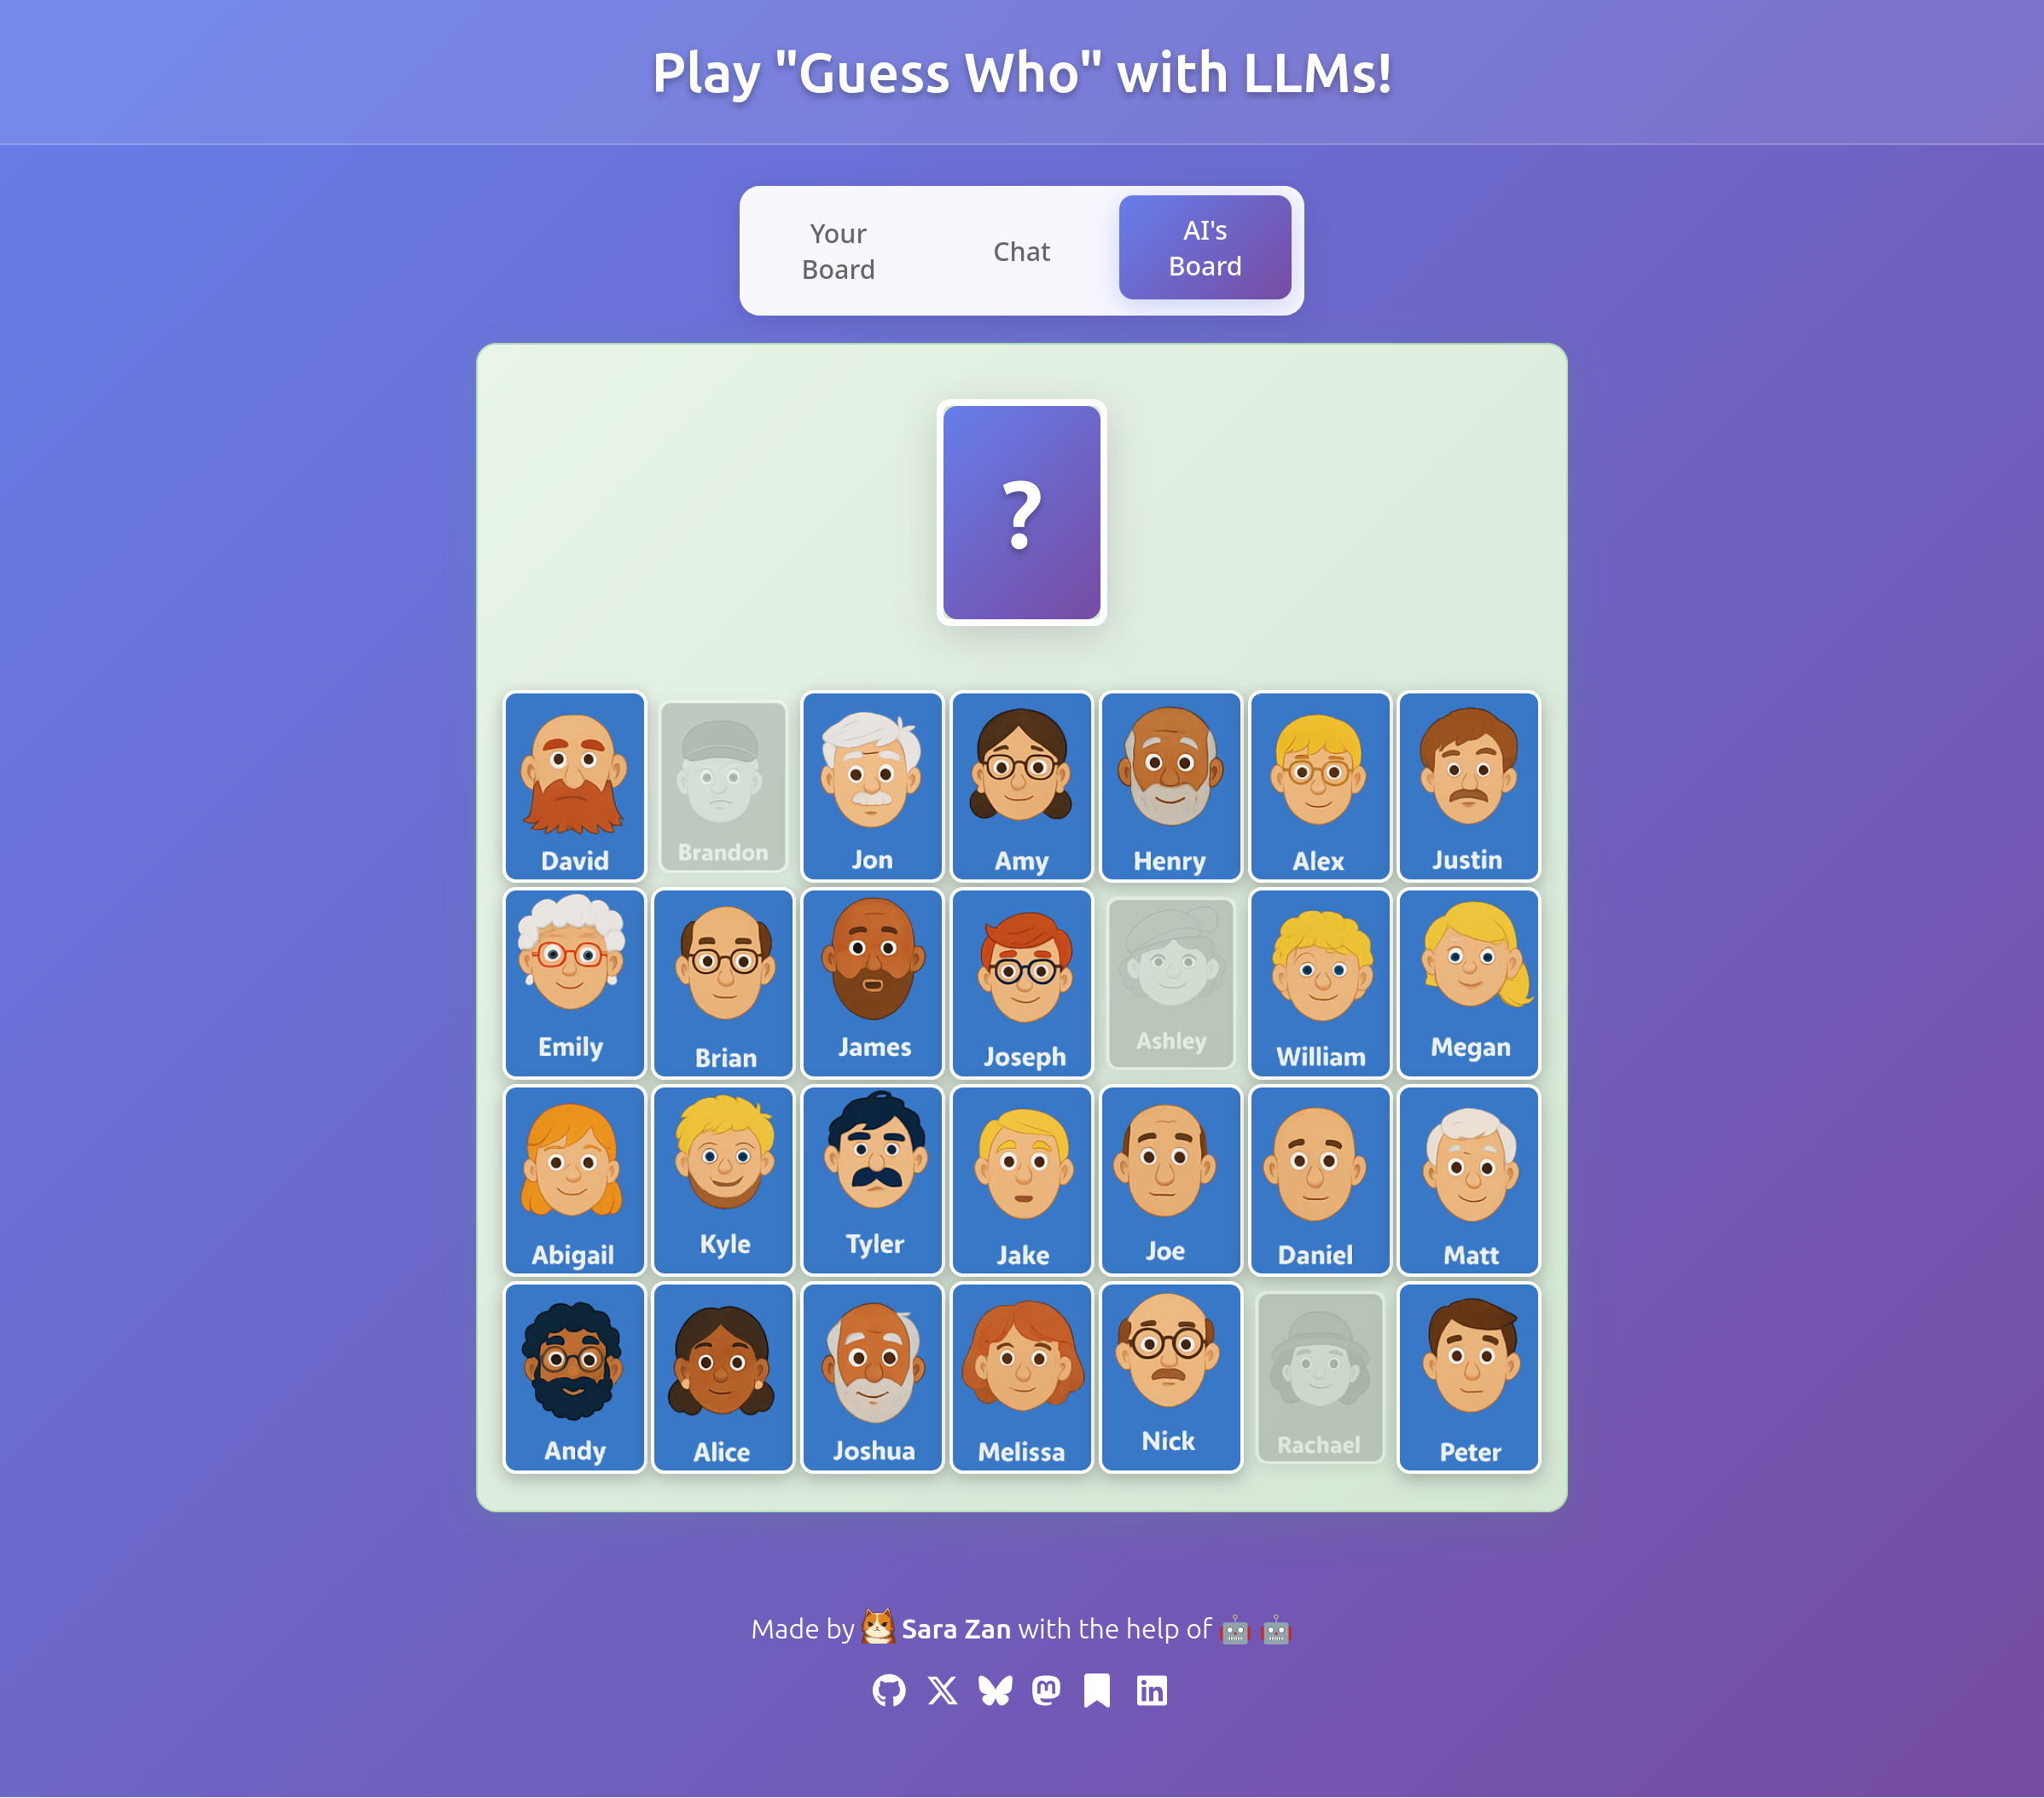 Play "Guess Who" with LLMs!
Your
Board
Chat
AI's
Board
?
David
Brandon
Jon
Amy
Henry
Alex
Justin
Emily
Brian
James
Joseph
Ashley
William
Megan
Abigail
Kyle
Tyler
Jake
Joe
Daniel
Matt
Andy
Alice
Joshua
Melissa
Nick
Rachael
Peter
Made by Sara Zan with the help of